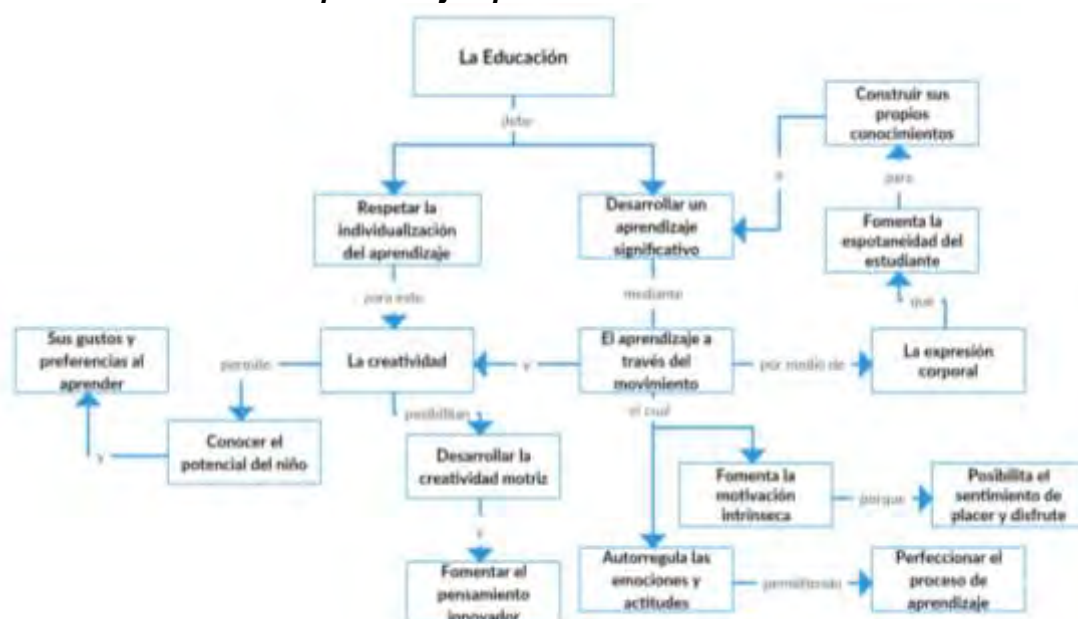 La Educación
debe
Construir sus
propios
conocimientos
Respetar la
individualización
del aprendizaje
Desarrollar un
aprendizaje
significativo
para
Fomenta la
espotaneidad del
estudiante
para esto
mediante
que
Sus gustos y
preferencias al
aprender
permite
La creatividad
y
El aprendizaje a
través del
movimiento
por medio de
La expresión
corporal
posibilitan
el cual
y
Conocer el
potencial del niño
Desarrollar la
creatividad motriz
Fomenta la
motivación
intrínseca
porque
Posibilita el
sentimiento de
placer y disfrute
y
Fomentar el
pensamiento
innovador
Autorregula las
emociones y
actitudes
permitiendo
Perfeccionar el
proceso de
aprendizaje